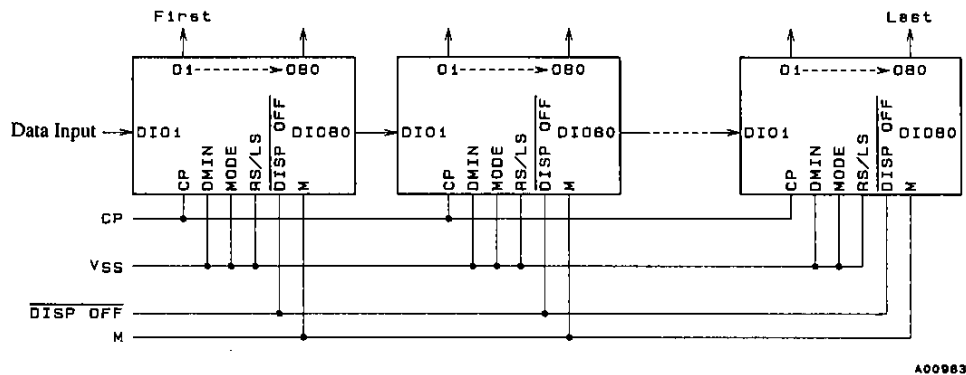 First Last
O1 O80 O1 O80 O1 O80
Data Input DIO1 DIO80 DIO1 DIO80 DIO1 DIO80
CP DMIN MODE RS/LS DISP OFF M CP DMIN MODE RS/LS DISP OFF M CP DMIN MODE RS/LS DISP OFF M
CP
VSS
DISP OFF
M
A00983